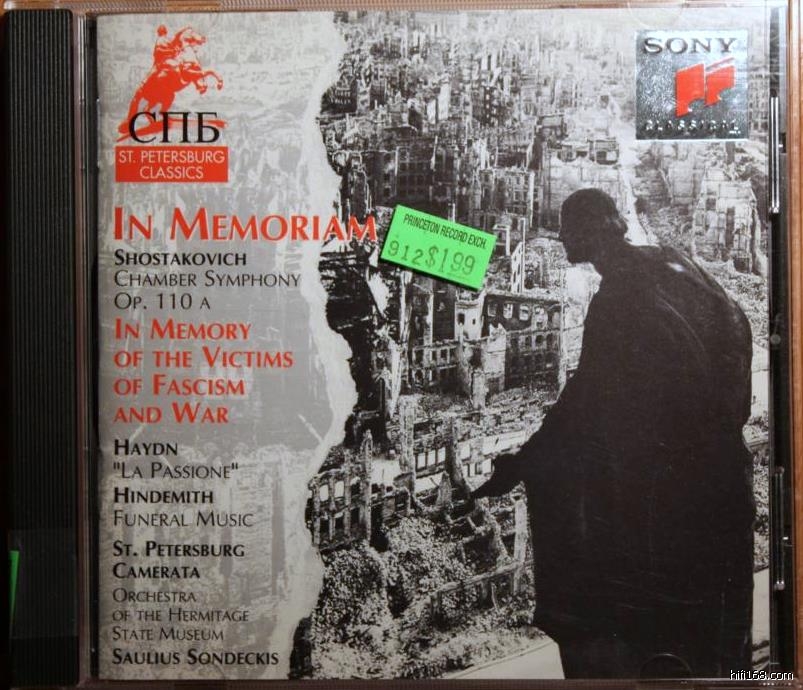 СПБ
ST. PETERSBURG
CLASSICS
SONY
CLASSICAL
IN MEMORIAM
PRINCETON RECORD EXCH.
912$1.99
SHOSTAKOVICH
CHAMBER SYMPHONY
OP. 110 A
IN MEMORY
OF THE VICTIMS
OF FASCISM
AND WAR
HAYDN
"LA PASSIONE"
HINDEMITH
FUNERAL MUSIC
ST. PETERSBURG
CAMERATA
ORCHESTRA
OF THE HERMITAGE
STATE MUSEUM
SAULIUS SONDECKIS
hifi168.com